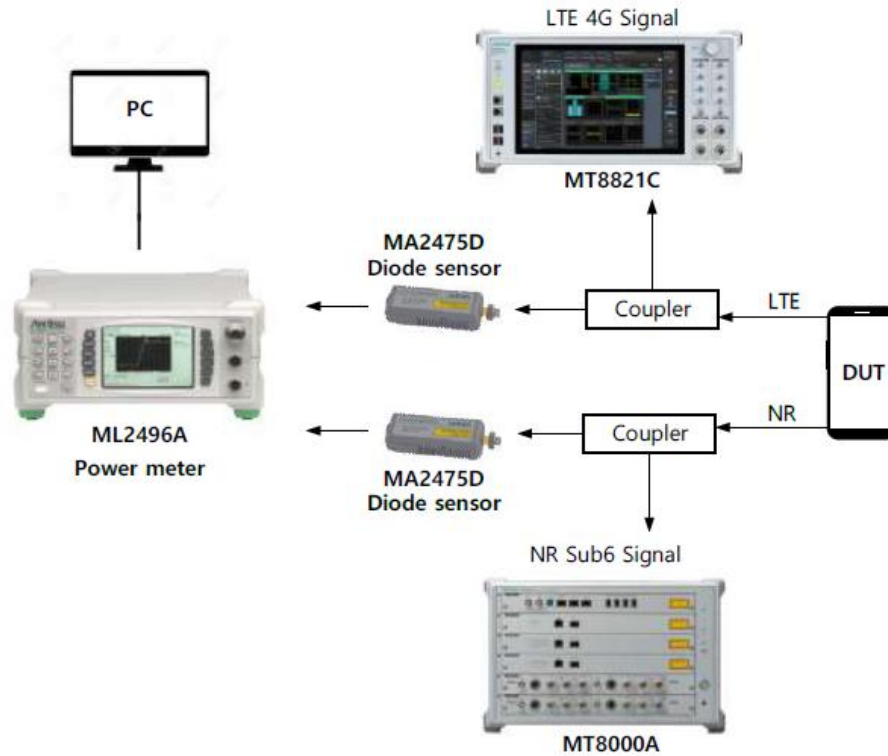 LTE 4G Signal
PC
MT8821C
MA2475D
Diode sensor
Coupler
LTE
DUT
NR
Coupler
ML2496A
Power meter
MA2475D
Diode sensor
NR Sub6 Signal
MT8000A